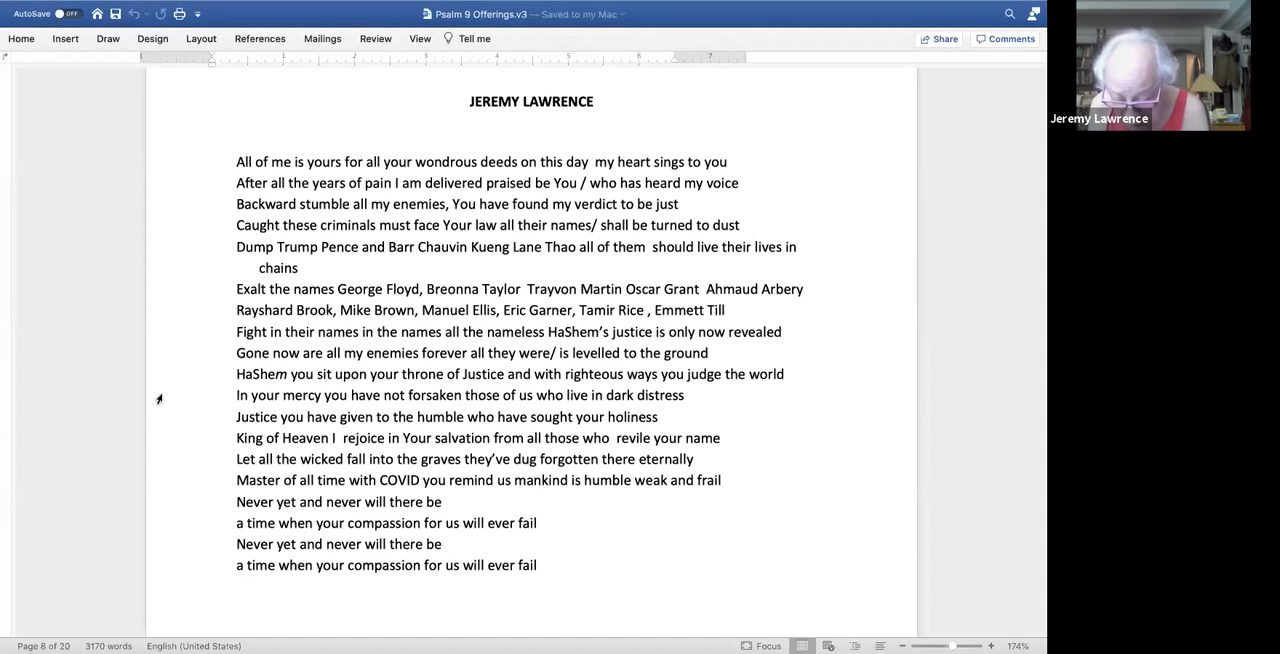 AutoSave OFF
Psalm 9 Offerings.v3 — Saved to my Mac
Home Insert Draw Design Layout References Mailings Review View Tell me Share Comments
1 1 2 3 4 5 6 7
JEREMY LAWRENCE
All of me is yours for all your wondrous deeds on this day my heart sings to you
After all the years of pain I am delivered praised be You / who has heard my voice
Backward stumble all my enemies, You have found my verdict to be just
Caught these criminals must face Your law all their names/ shall be turned to dust
Dump Trump Pence and Barr Chauvin Kueng Lane Thao all of them should live their lives in
chains
Exalt the names George Floyd, Breonna Taylor Trayvon Martin Oscar Grant Ahmaud Arbery
Rayshard Brook, Mike Brown, Manuel Ellis, Eric Garner, Tamir Rice , Emmett Till
Fight in their names in the names all the nameless HaShem's justice is only now revealed
Gone now are all my enemies forever all they were/ is levelled to the ground
HaShem you sit upon your throne of Justice and with righteous ways you judge the world
In your mercy you have not forsaken those of us who live in dark distress
Justice you have given to the humble who have sought your holiness
King of Heaven I rejoice in Your salvation from all those who revile your name
Let all the wicked fall into the graves they've dug forgotten there eternally
Master of all time with COVID you remind us mankind is humble weak and frail
Never yet and never will there be
a time when your compassion for us will ever fail
Never yet and never will there be
a time when your compassion for us will ever fail
Page 8 of 20 3170 words English (United States) Focus 174%
Jeremy Lawrence